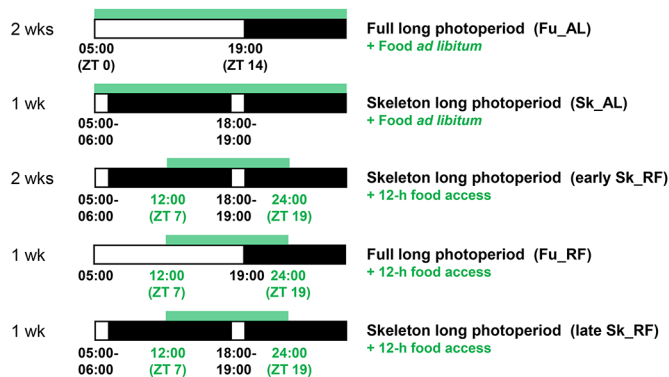 2 wks
Full long photoperiod (Fu_AL)
+ Food ad libitum
05:00 19:00
(ZT 0) (ZT 14)
1 wk
Skeleton long photoperiod (Sk_AL)
+ Food ad libitum
05:00- 18:00-
06:00 19:00
2 wks
Skeleton long photoperiod (early Sk_RF)
+ 12-h food access
05:00- 12:00 18:00- 24:00
06:00 (ZT 7) 19:00 (ZT 19)
1 wk
Full long photoperiod (Fu_RF)
+ 12-h food access
05:00 12:00 19:00 24:00
(ZT 7) (ZT 19)
1 wk
Skeleton long photoperiod (late Sk_RF)
+ 12-h food access
05:00- 12:00 18:00- 24:00
06:00 (ZT 7) 19:00 (ZT 19)